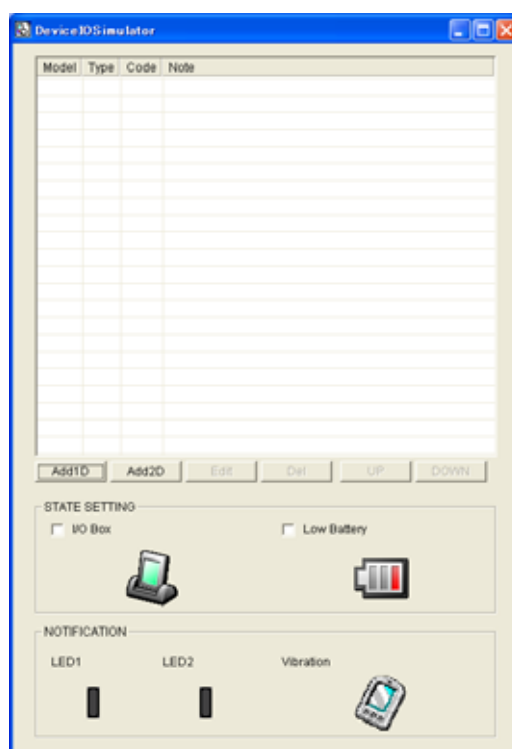 DeviceIOSimulator
Model Type Code Note
Add1D Add2D Edit Del UP DOWN
STATE SETTING
I/O Box Low Battery
NOTIFICATION
LED1 LED2 Vibration